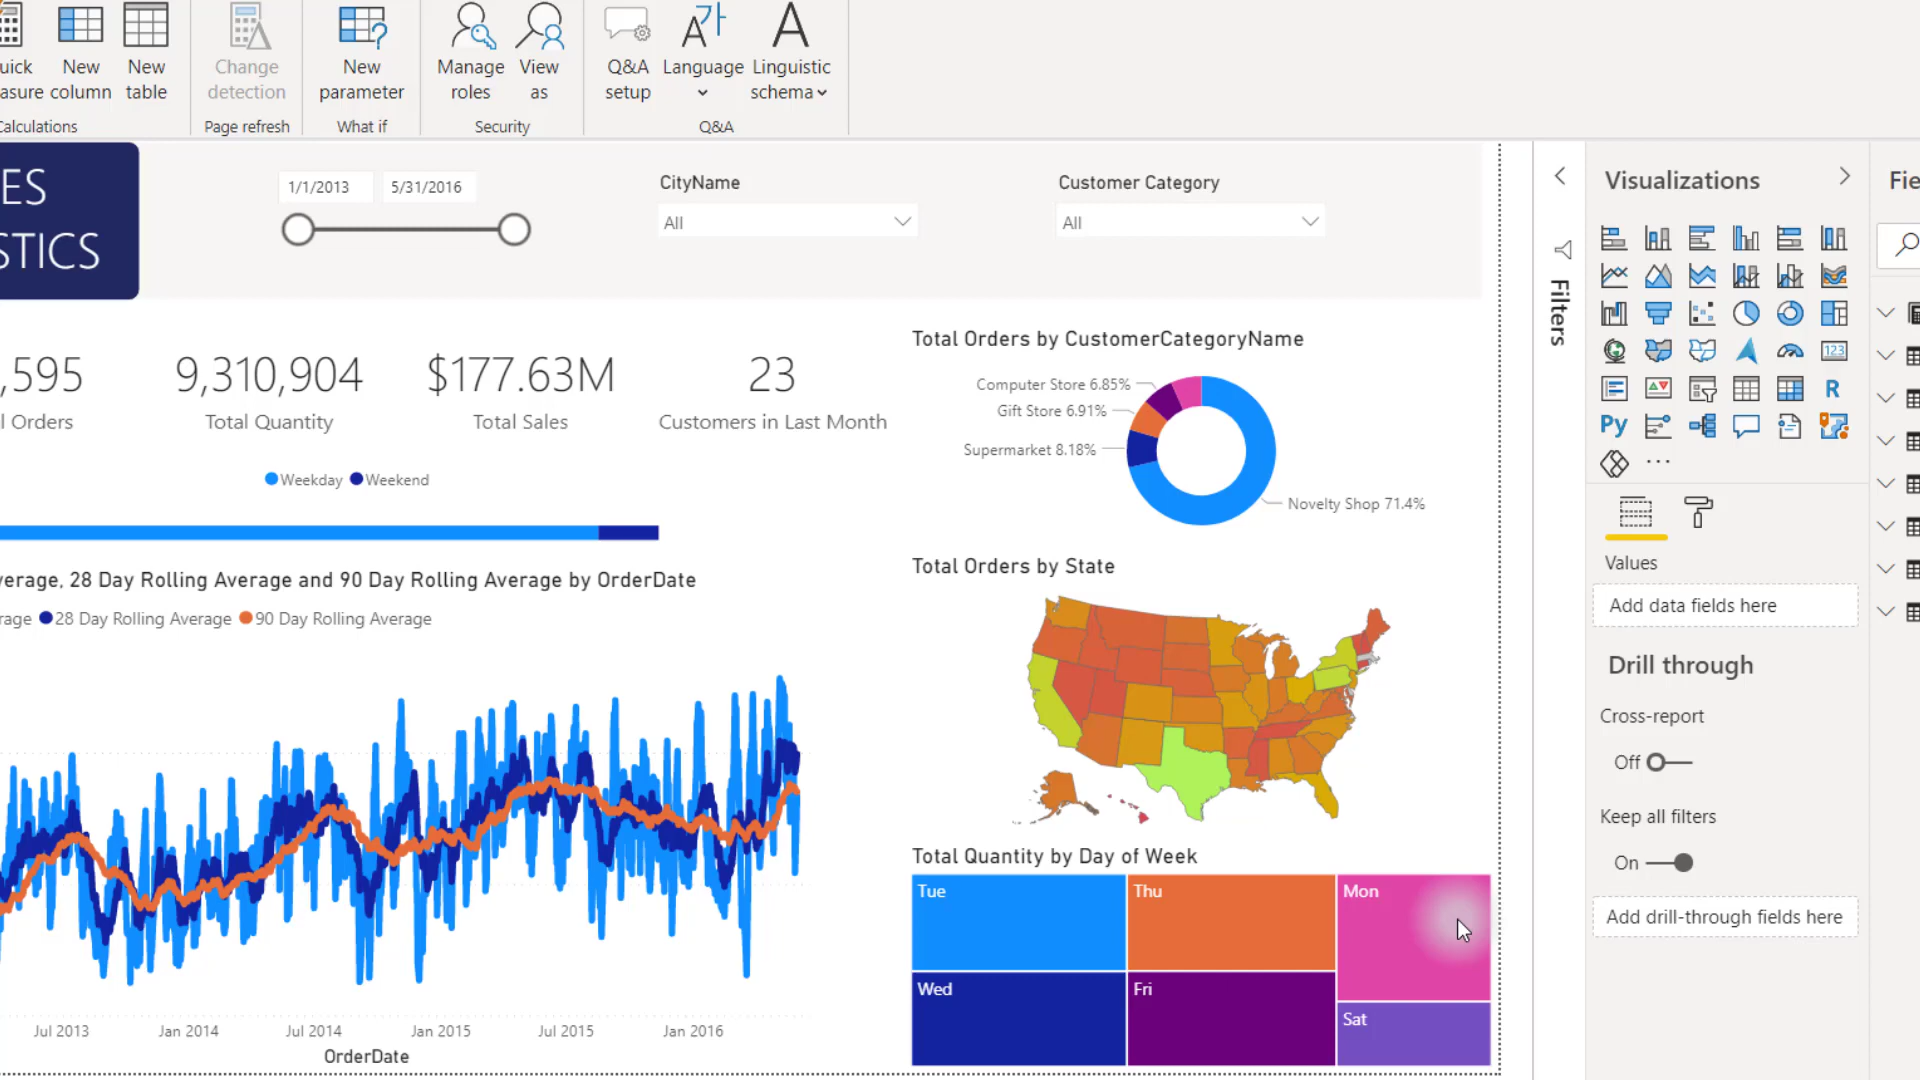 uick
asure
New
column
New
table
Change
detection
New
parameter
Manage
roles
View
as
Q&A
setup
Language
Linguistic
schema
Calculations
Page refresh
What if
Security
Q&A
ES
STICS
1/1/2013
5/31/2016
CityName
All
Customer Category
All
,595
l Orders
9,310,904
Total Quantity
$177.63M
Total Sales
23
Customers in Last Month
Weekday
Weekend
verage, 28 Day Rolling Average and 90 Day Rolling Average by OrderDate
rage
28 Day Rolling Average
90 Day Rolling Average
Jul 2013
Jan 2014
Jul 2014
Jan 2015
Jul 2015
Jan 2016
OrderDate
Total Orders by CustomerCategoryName
Computer Store 6.85%
Gift Store 6.91%
Supermarket 8.18%
Novelty Shop 71.4%
Total Orders by State
Total Quantity by Day of Week
Tue
Thu
Mon
Wed
Fri
Sat
Filters
Visualizations
123
R
Py
Values
Add data fields here
Drill through
Cross-report
Off
Keep all filters
On
Add drill-through fields here
Fie